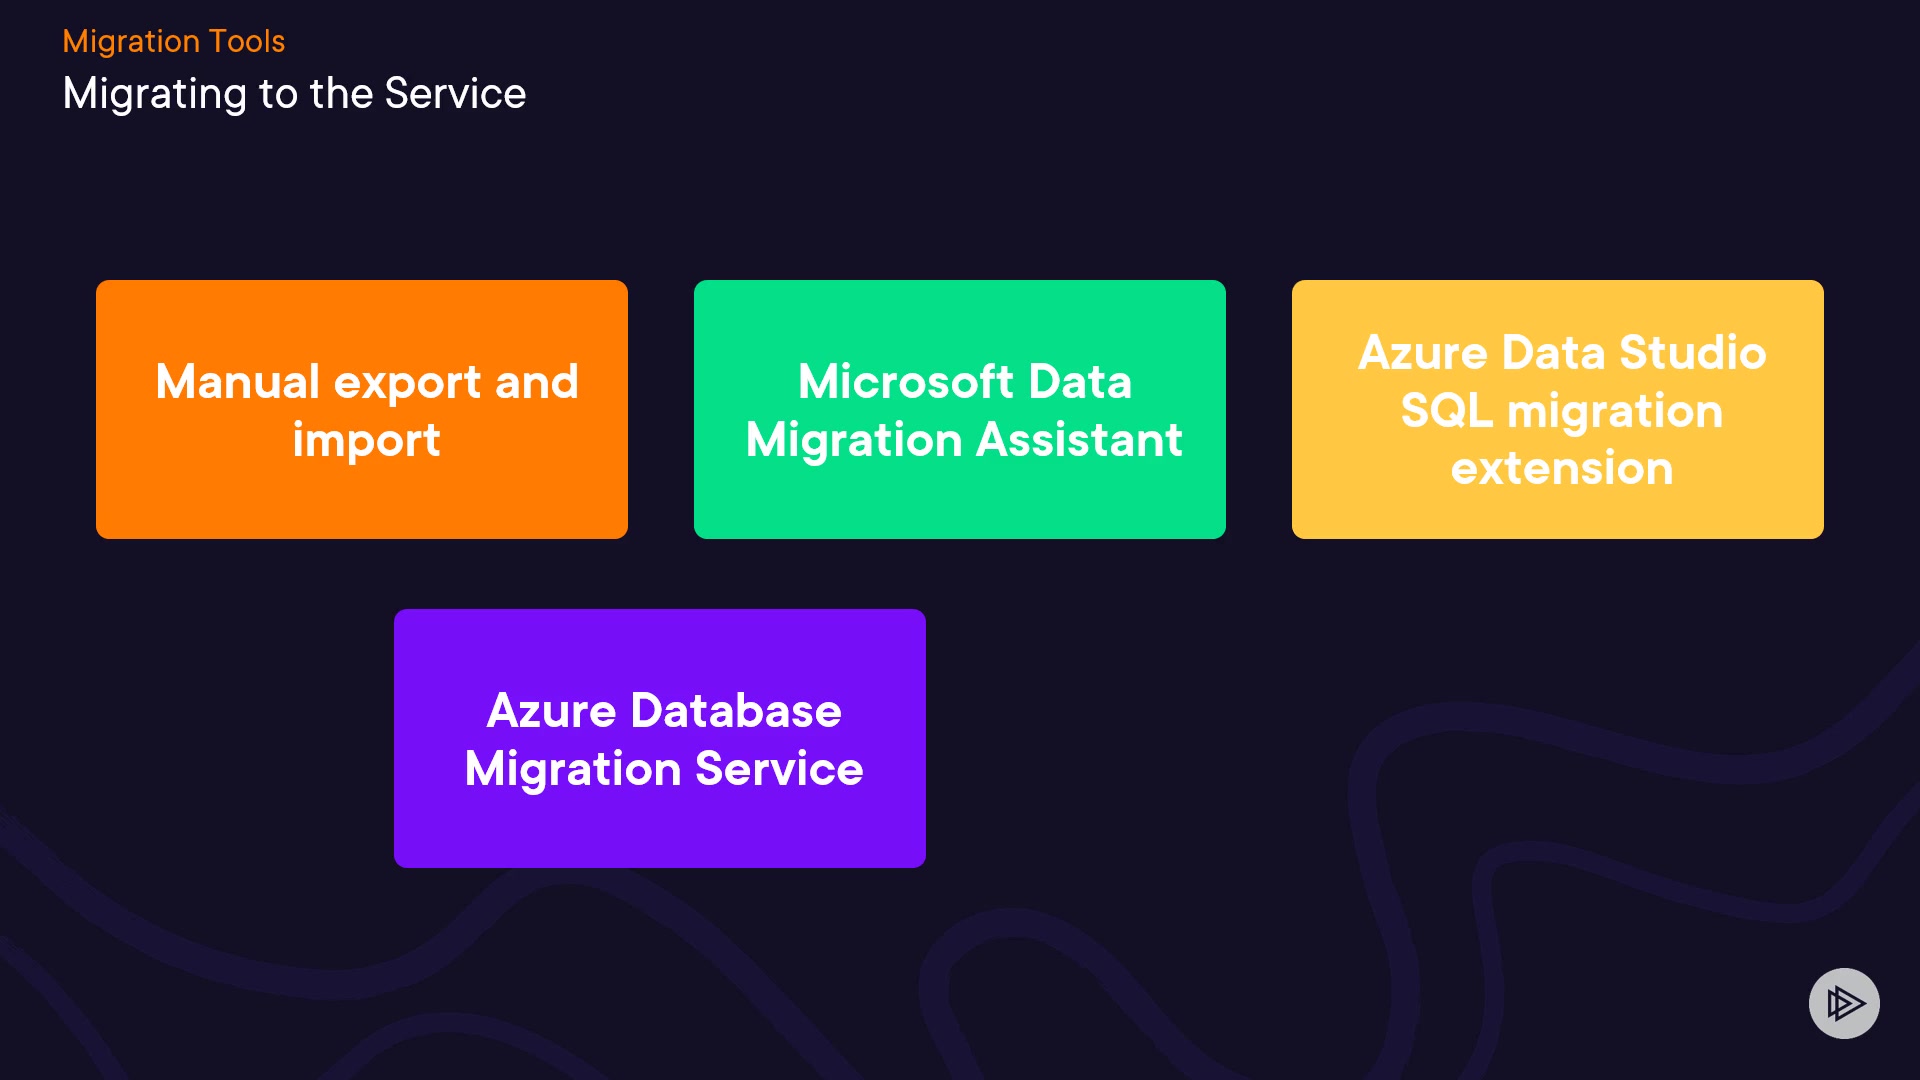 Migration Tools
Migrating to the Service
Manual export and
import
Microsoft Data
Migration Assistant
Azure Data Studio
SQL migration
extension
Azure Database
Migration Service